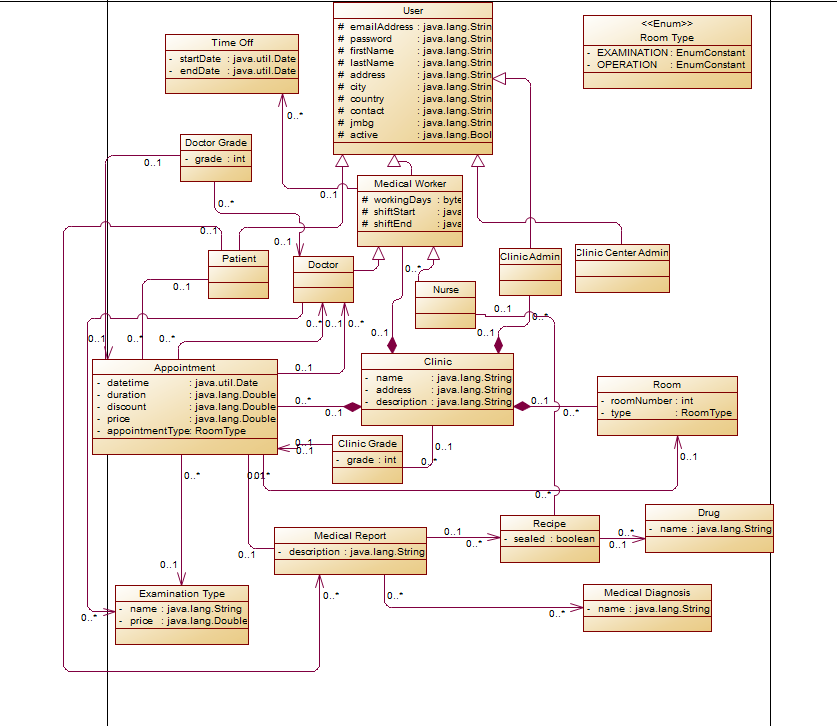 User
# emailAddress : java.lang.Strin
# password : java.lang.Strin
# firstName : java.lang.Strin
# lastName : java.lang.Strin
# address : java.lang.Strin
# city : java.lang.Strin
# country : java.lang.Strin
# contact : java.lang.Strin
# jmbg : java.lang.Strin
# active : java.lang.Bool
<<Enum>>
Room Type
- EXAMINATION : EnumConstant
- OPERATION : EnumConstant
Time Off
- startDate : java.util.Date
- endDate : java.util.Date
0..*
Doctor Grade
- grade : int
0..1
0..*
0..1
Medical Worker
# workingDays : byte
# shiftStart : java
# shiftEnd : java
0..1
0..1
Patient
0..1
Doctor
0..*
Nurse
Clinic Admin
Clinic Center Admin
0..1
0..1
0..*
0..*
0..1
0..*
0..1
0..1
0..*
0..*
0..1
Appointment
- datetime : java.util.Date
- duration : java.lang.Double
- discount : java.lang.Double
- price : java.lang.Double
- appointmentType : RoomType
0..1
0..*
0..1
Clinic
- name : java.lang.String
- address : java.lang.String
- description : java.lang.String
0..1
0..*
Room
- roomNumber : int
- type : RoomType
0..1
0..1
0..1
Clinic Grade
- grade : int
0..1
0..*
0..*
0..*
0..1
Medical Report
- description : java.lang.String
0..1
0..*
Recipe
- sealed : boolean
0..*
0..1
Drug
- name : java.lang.String
0..1
Examination Type
- name : java.lang.String
- price : java.lang.Double
0..*
0..*
0..*
0..*
Medical Diagnosis
- name : java.lang.String